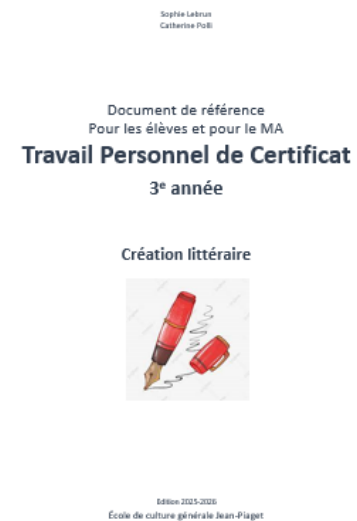 Sophie Lebrun
Catherine Polli
Document de référence
Pour les élèves et pour le MA
Travail Personnel de Certificat
3e année
Création littéraire
Edition 2025-2026
École de culture générale Jean-Piaget